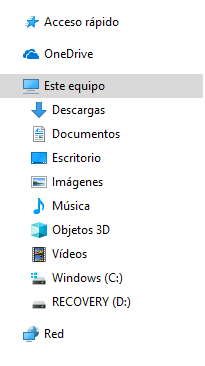 Acceso rápido
OneDrive
Este equipo
Descargas
Documentos
Escritorio
Imágenes
Música
Objetos 3D
Vídeos
Windows (C:)
RECOVERY (D:)
Red